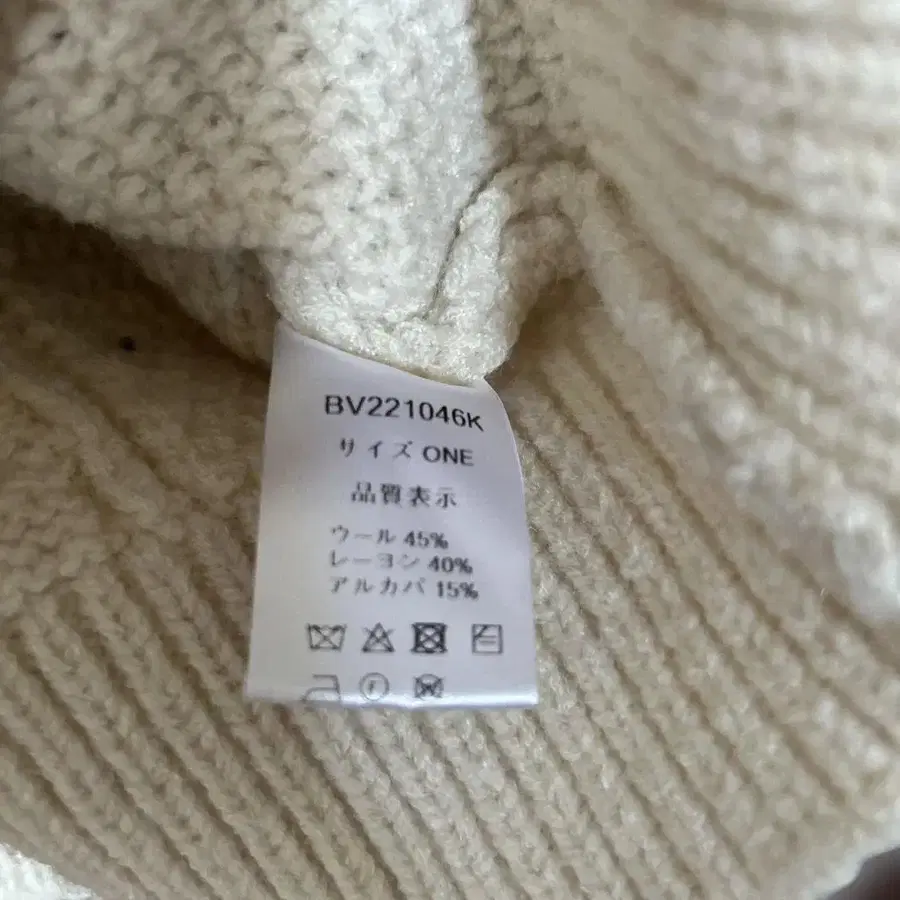 BV221046K
サイズ ONE
品質表示
ウール 45%
レーヨン 40%
アルカパ 15%